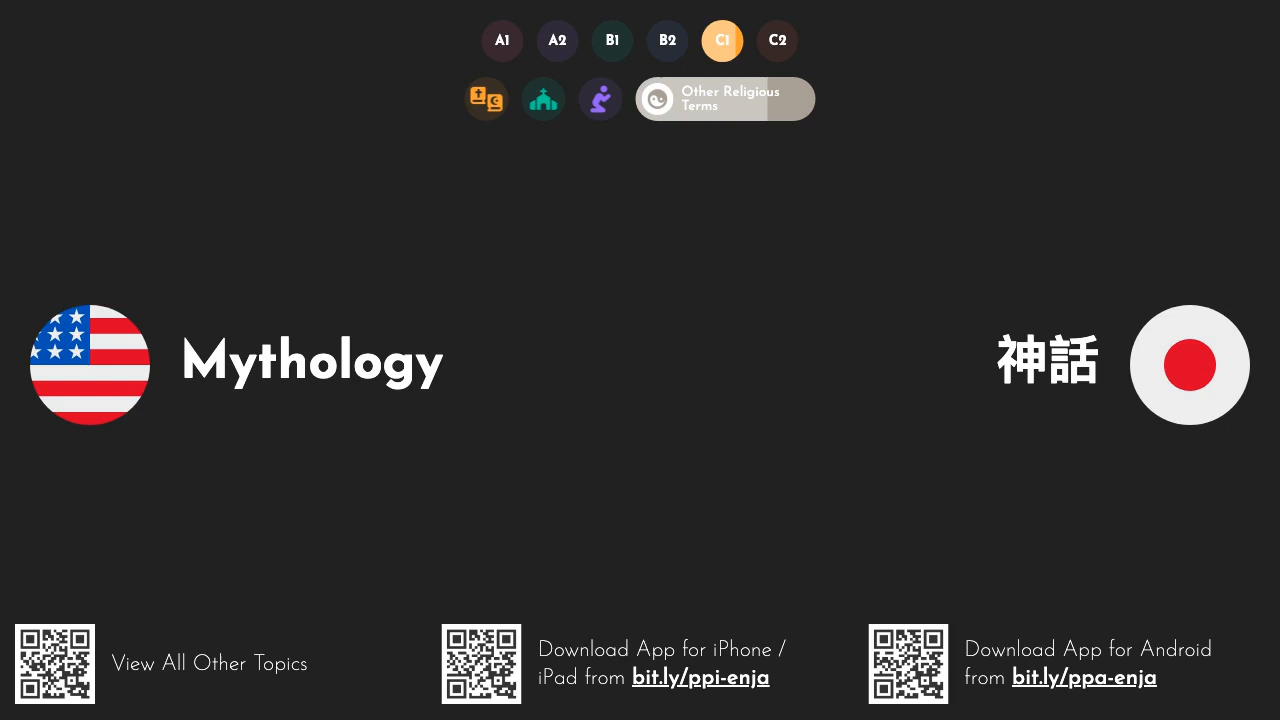 A1 A2 B1 B2 C1 C2
Other Religious
Terms
Mythology
神話
View All Other Topics
Download App for iPhone /
iPad from bit.ly/ppi-enja
Download App for Android
from bit.ly/ppa-enja